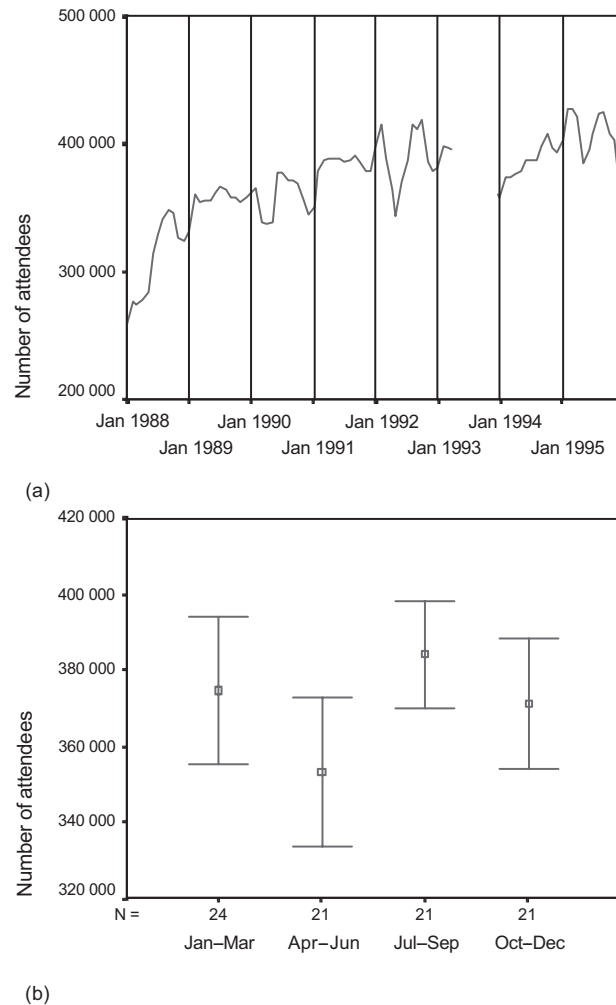 500 000
400 000
300 000
200 000
Number of attendees
Jan 1988 Jan 1990 Jan 1992 Jan 1994
Jan 1989 Jan 1991 Jan 1993 Jan 1995
(a)
420 000
400 000
380 000
360 000
340 000
320 000
Number of attendees
N = 24 21 21 21
Jan–Mar Apr–Jun Jul–Sep Oct–Dec
(b)